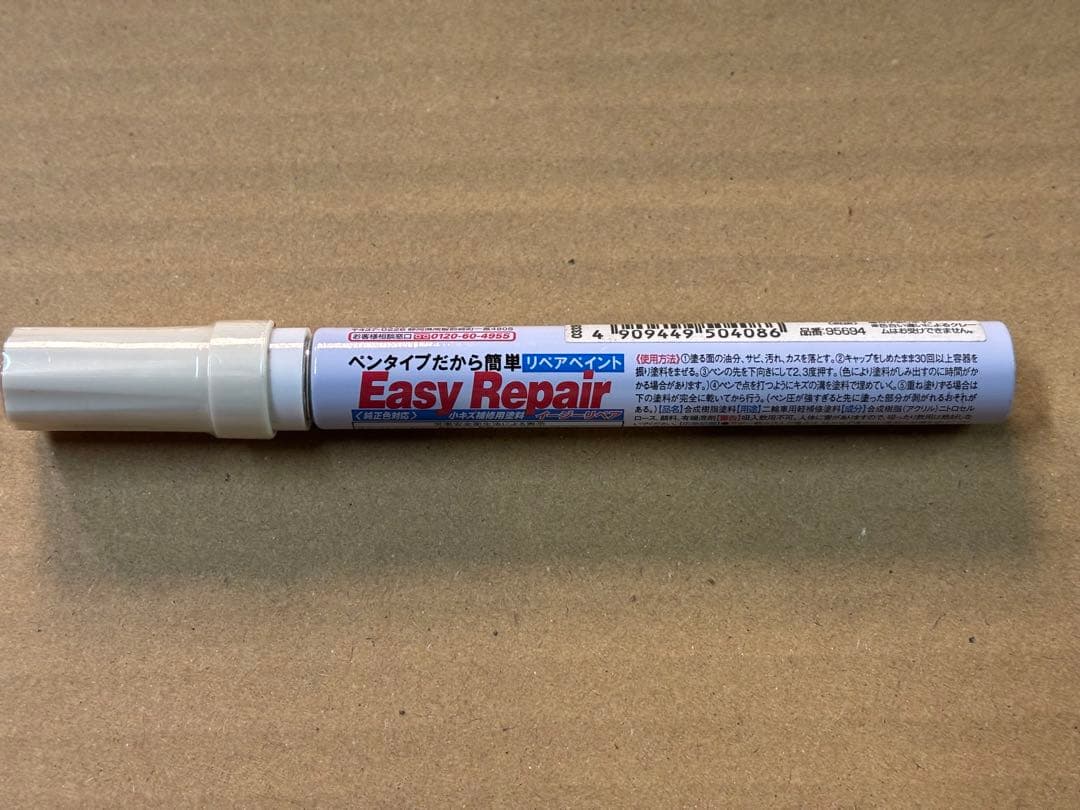 お客様相談窓口 0120-60-4955
ペンタイプだから簡単 リペアペイント
Easy Repair
〈純正色対応〉 小キズ補修用塗料 イージーリペア
4 909449 504086
品番:95694
はお受けできません。
〈使用方法〉①塗る面の油分、サビ、汚れ、カスを落とす。②キャップをしめたまま30回以上容器を
振り塗料をまぜる。③ペンの先を下向きにして2、3度押す。(色により塗料がしみ出すのに時間がか
かる場合があります。)④ペンで点を打つようにキズの溝を塗料で埋めていく。⑤重ね塗りする場合は
下の塗料が完全に乾いてから行う。(ペン圧が強すぎると先に塗った部分が剥がれるおそれが
ある。)【品名】合成樹脂塗料【用途】二輪車用軽補修塗料【成分】合成樹脂(アクリル)ニトロセル
ロース、顔料、有機溶剤